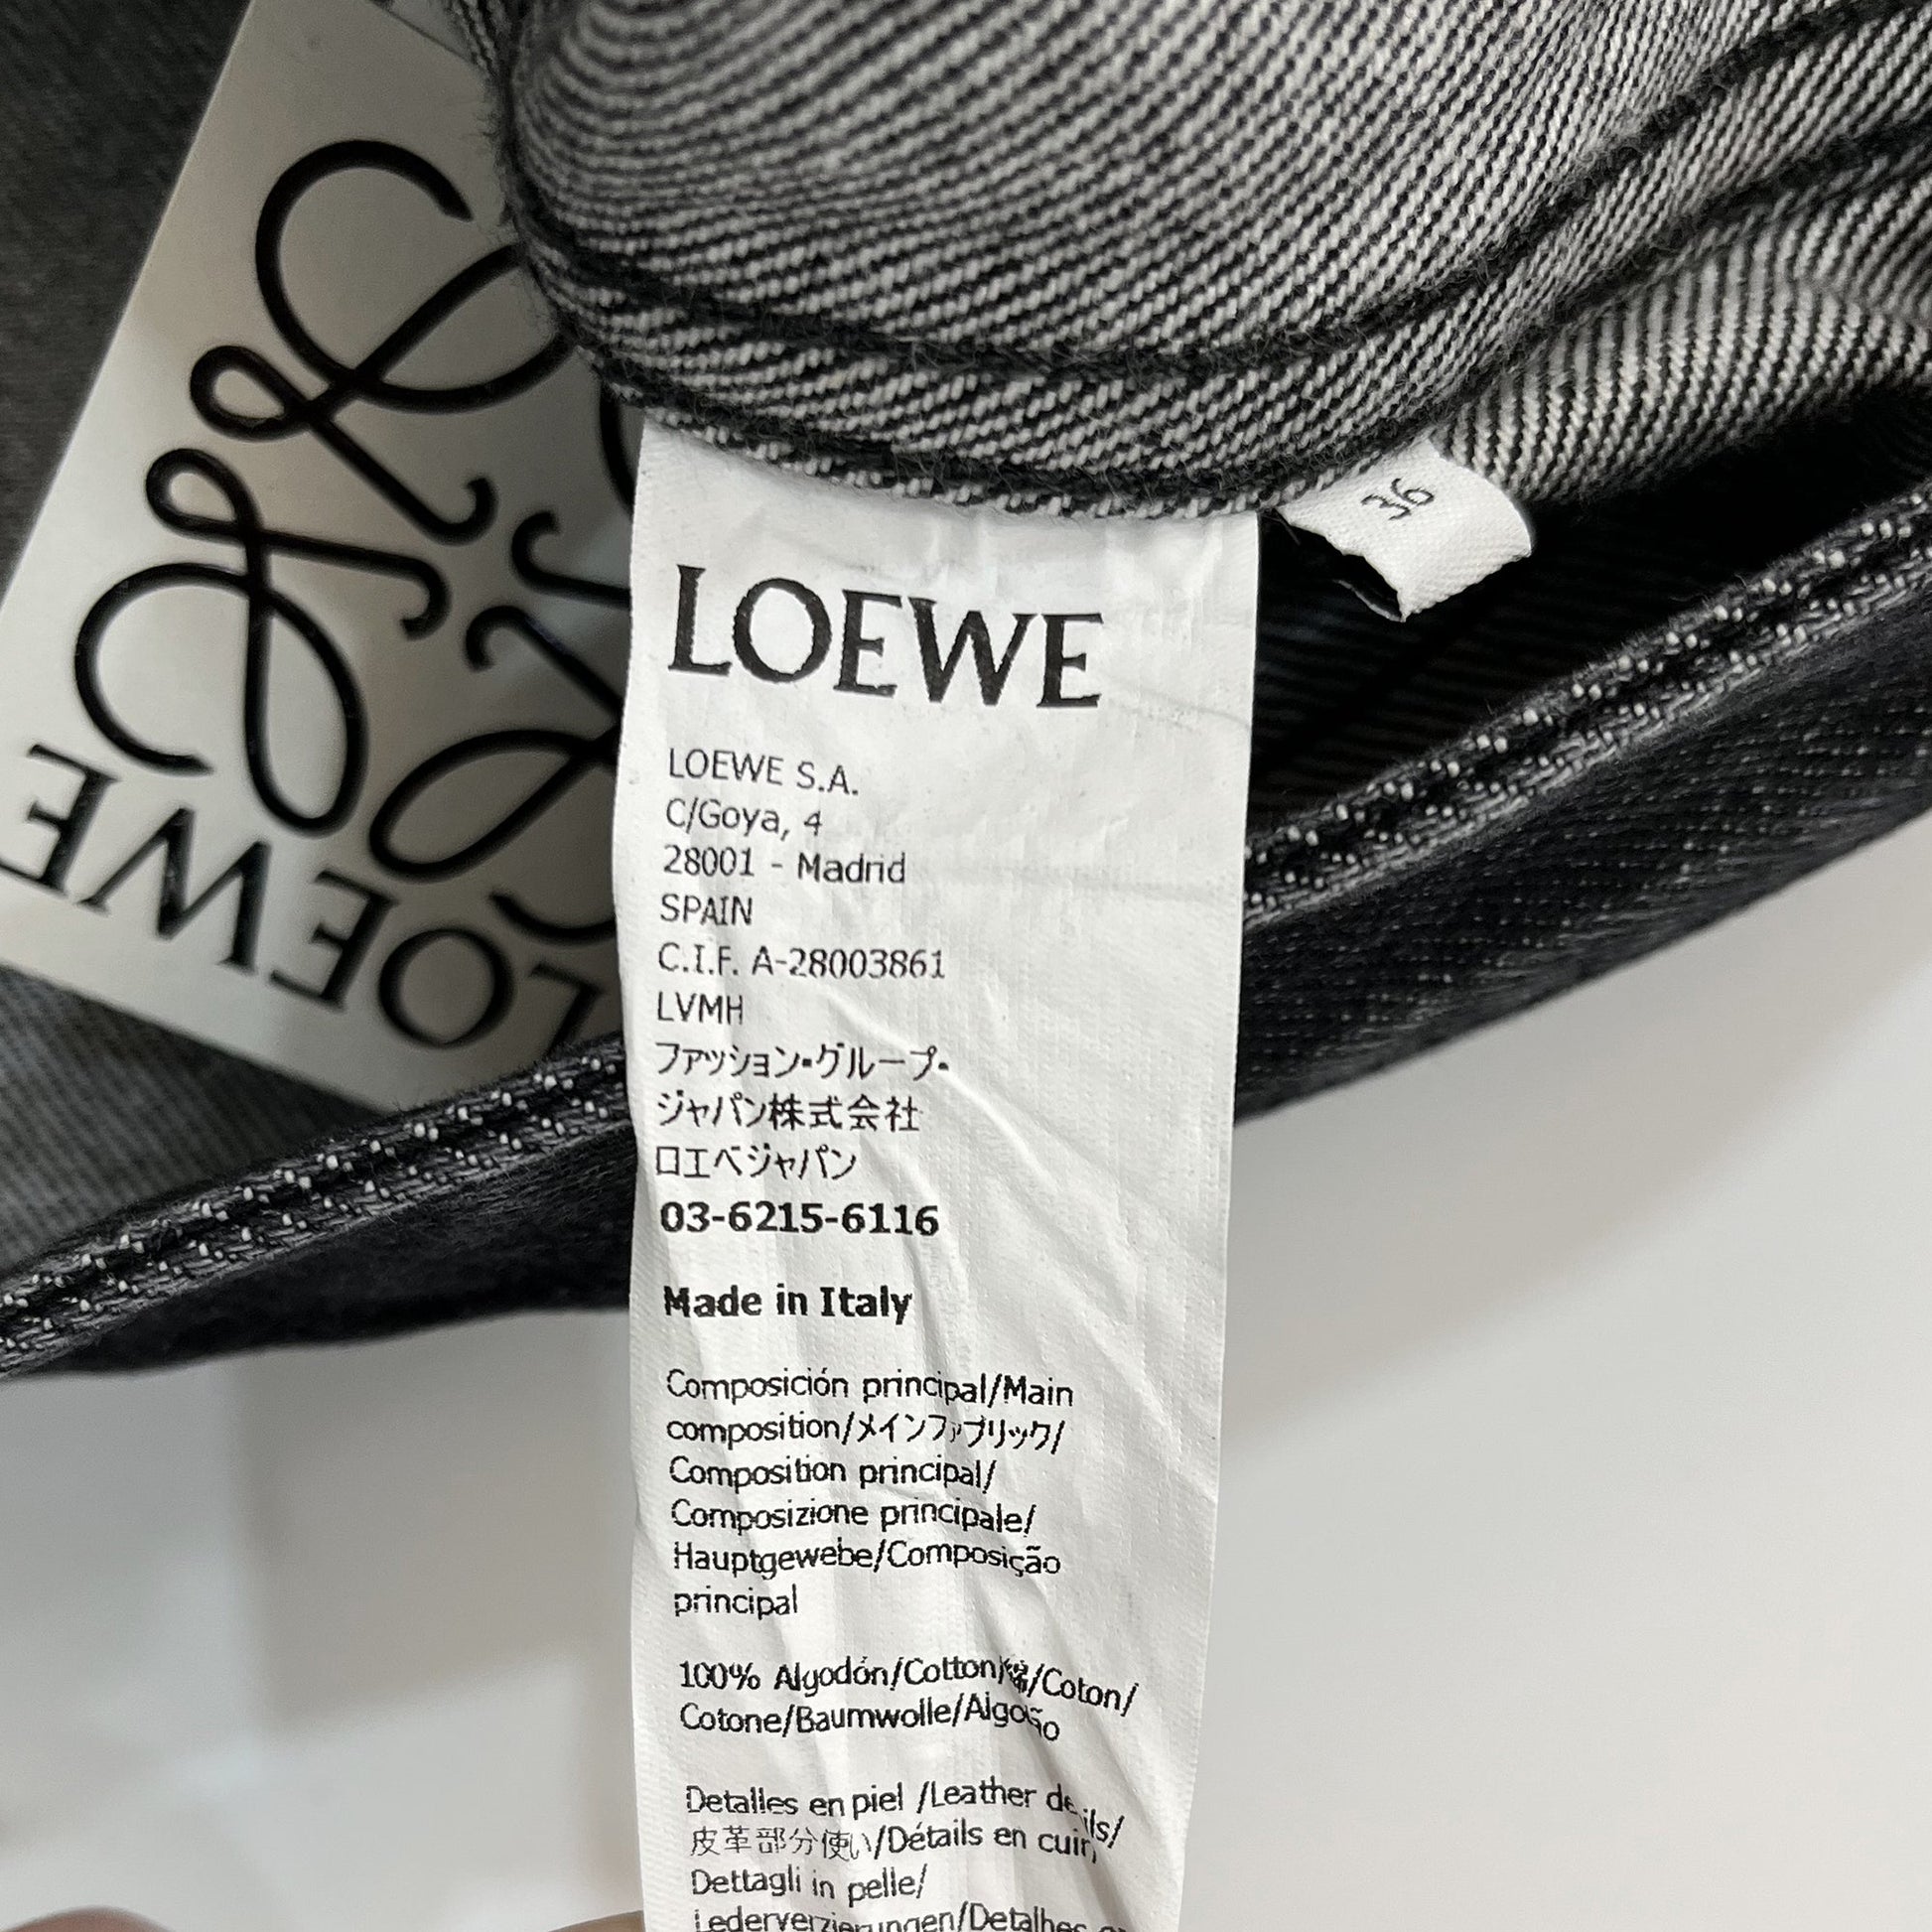 LOEWE
36
LOEWE
LOEWE S.A.
C/Goya, 4
28001 - Madrid
SPAIN
C.I.F. A-28003861
LVMH
ファッション・グループ・
ジャパン株式会社
ロエベジャパン
03-6215-6116
Made in Italy
Composición principal/Main
composition/メインファブリック/
Composition principal/
Composizione principale/
Hauptgewebe/Composição
principal
100% Algodón/Cotton/綿/Coton/
Cotone/Baumwolle/Algodão
Detalles en piel /Leather details/
皮革部分使い/Détails en cuir/
Dettagli in pelle/
Lederverzierungen/Detalhes